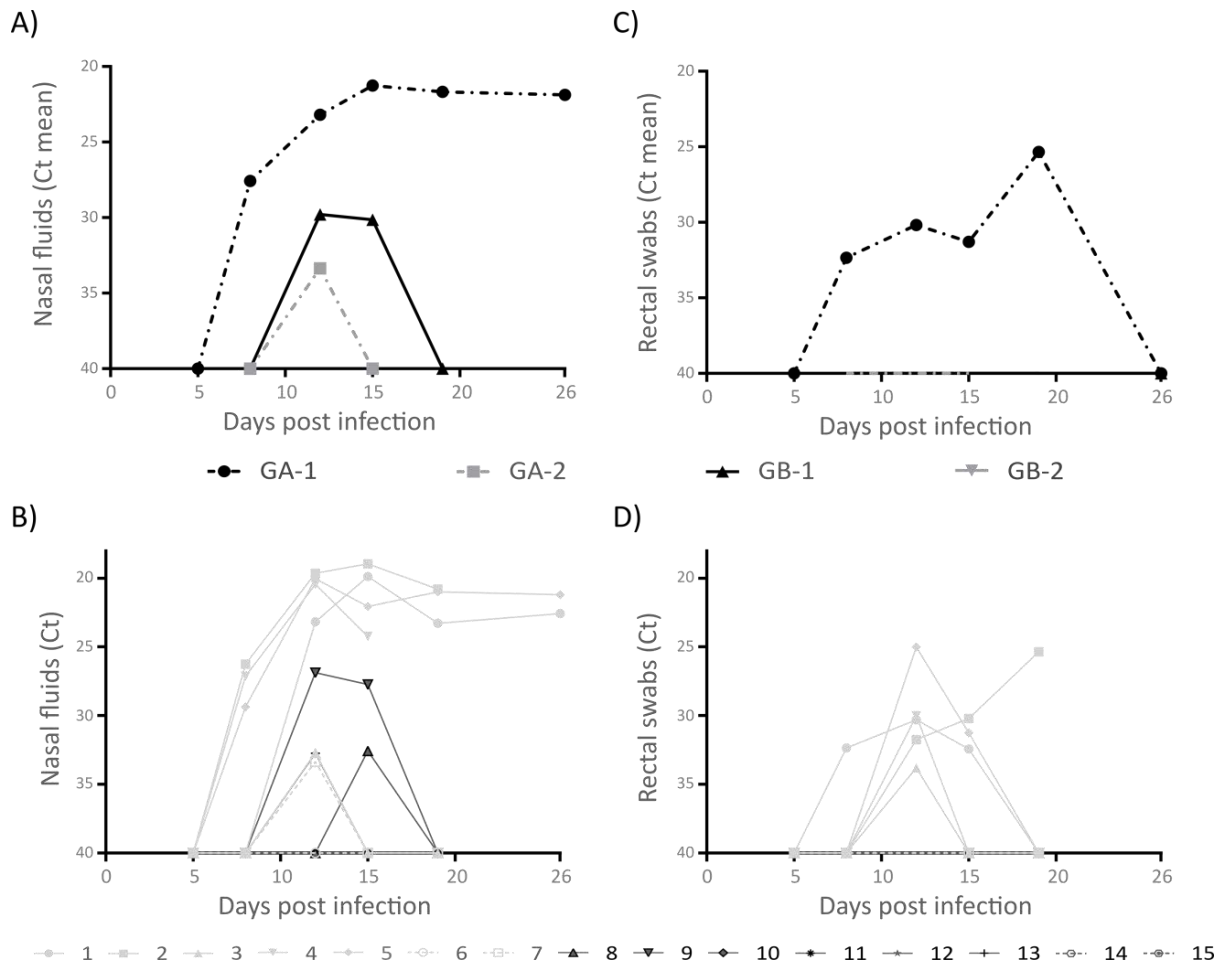 A)
20
25
30
35
40
0 5 10 15 20 26
Nasal fluids (Ct mean)
Days post infection
C)
20
25
30
35
40
0 5 10 15 20 26
Rectal swabs (Ct mean)
Days post infection
GA-1 GA-2 GB-1 GB-2
B)
20
25
30
35
40
0 5 10 15 20 26
Nasal fluids (Ct)
Days post infection
D)
20
25
30
35
40
0 5 10 15 20 26
Rectal swabs (Ct)
Days post infection
1 2 3 4 5 6 7 8 9 10 11 12 13 14 15